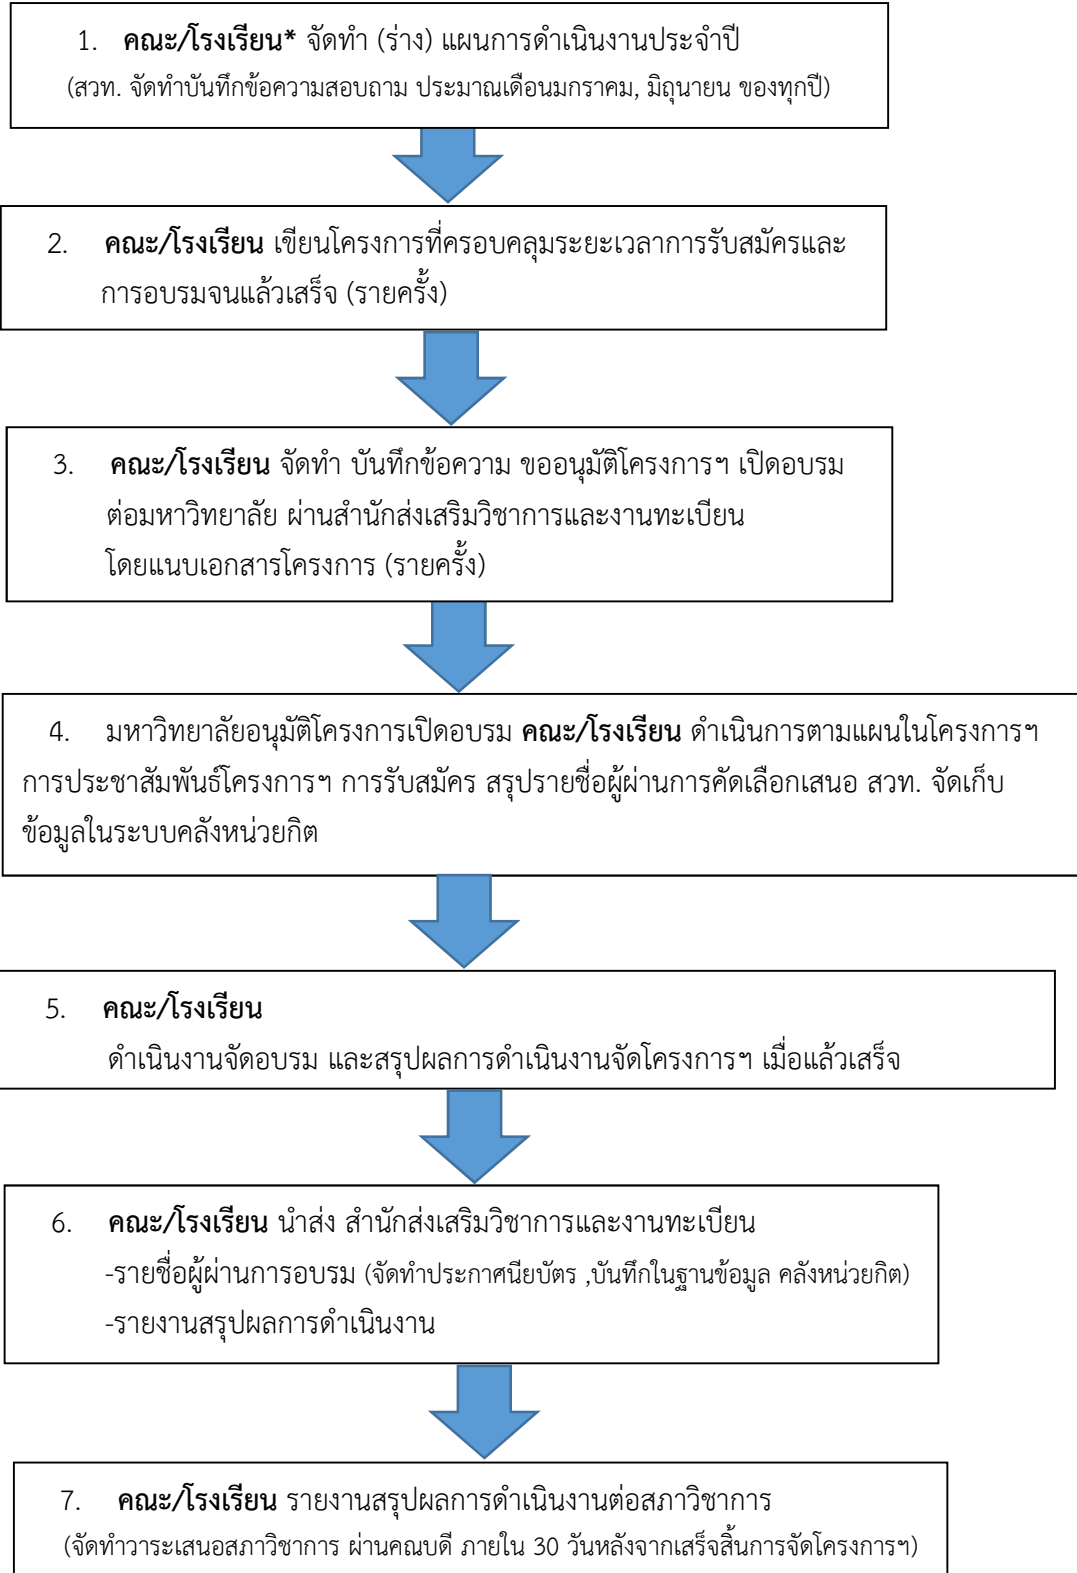 1. คณะ/โรงเรียน* จัดทำ (ร่าง) แผนการดำเนินงานประจำปี
(สวท. จัดทำบันทึกข้อความสอบถาม ประมาณเดือนมกราคม, มิถุนายน ของทุกปี)
2. คณะ/โรงเรียน เขียนโครงการที่ครอบคลุมระยะเวลาการรับสมัครและ
การอบรมจนแล้วเสร็จ (รายครั้ง)
3. คณะ/โรงเรียน จัดทำ บันทึกข้อความ ขออนุมัติโครงการฯ เปิดอบรม
ต่อมหาวิทยาลัย ผ่านสำนักส่งเสริมวิชาการและงานทะเบียน
โดยแนบเอกสารโครงการ (รายครั้ง)
4. มหาวิทยาลัยอนุมัติโครงการเปิดอบรม คณะ/โรงเรียน ดำเนินการตามแผนในโครงการฯ
การประชาสัมพันธ์โครงการฯ การรับสมัคร สรุปรายชื่อผู้ผ่านการคัดเลือกเสนอ สวท. จัดเก็บ
ข้อมูลในระบบคลังหน่วยกิต
5. คณะ/โรงเรียน
ดำเนินงานจัดอบรม และสรุปผลการดำเนินงานจัดโครงการฯ เมื่อแล้วเสร็จ
6. คณะ/โรงเรียน นำส่ง สำนักส่งเสริมวิชาการและงานทะเบียน
-รายชื่อผู้ผ่านการอบรม (จัดทำประกาศนียบัตร ,บันทึกในฐานข้อมูล คลังหน่วยกิต)
-รายงานสรุปผลการดำเนินงาน
7. คณะ/โรงเรียน รายงานสรุปผลการดำเนินงานต่อสภาวิชาการ
(จัดทำวาระเสนอสภาวิชาการ ผ่านคณบดี ภายใน 30 วันหลังจากเสร็จสิ้นการจัดโครงการฯ)